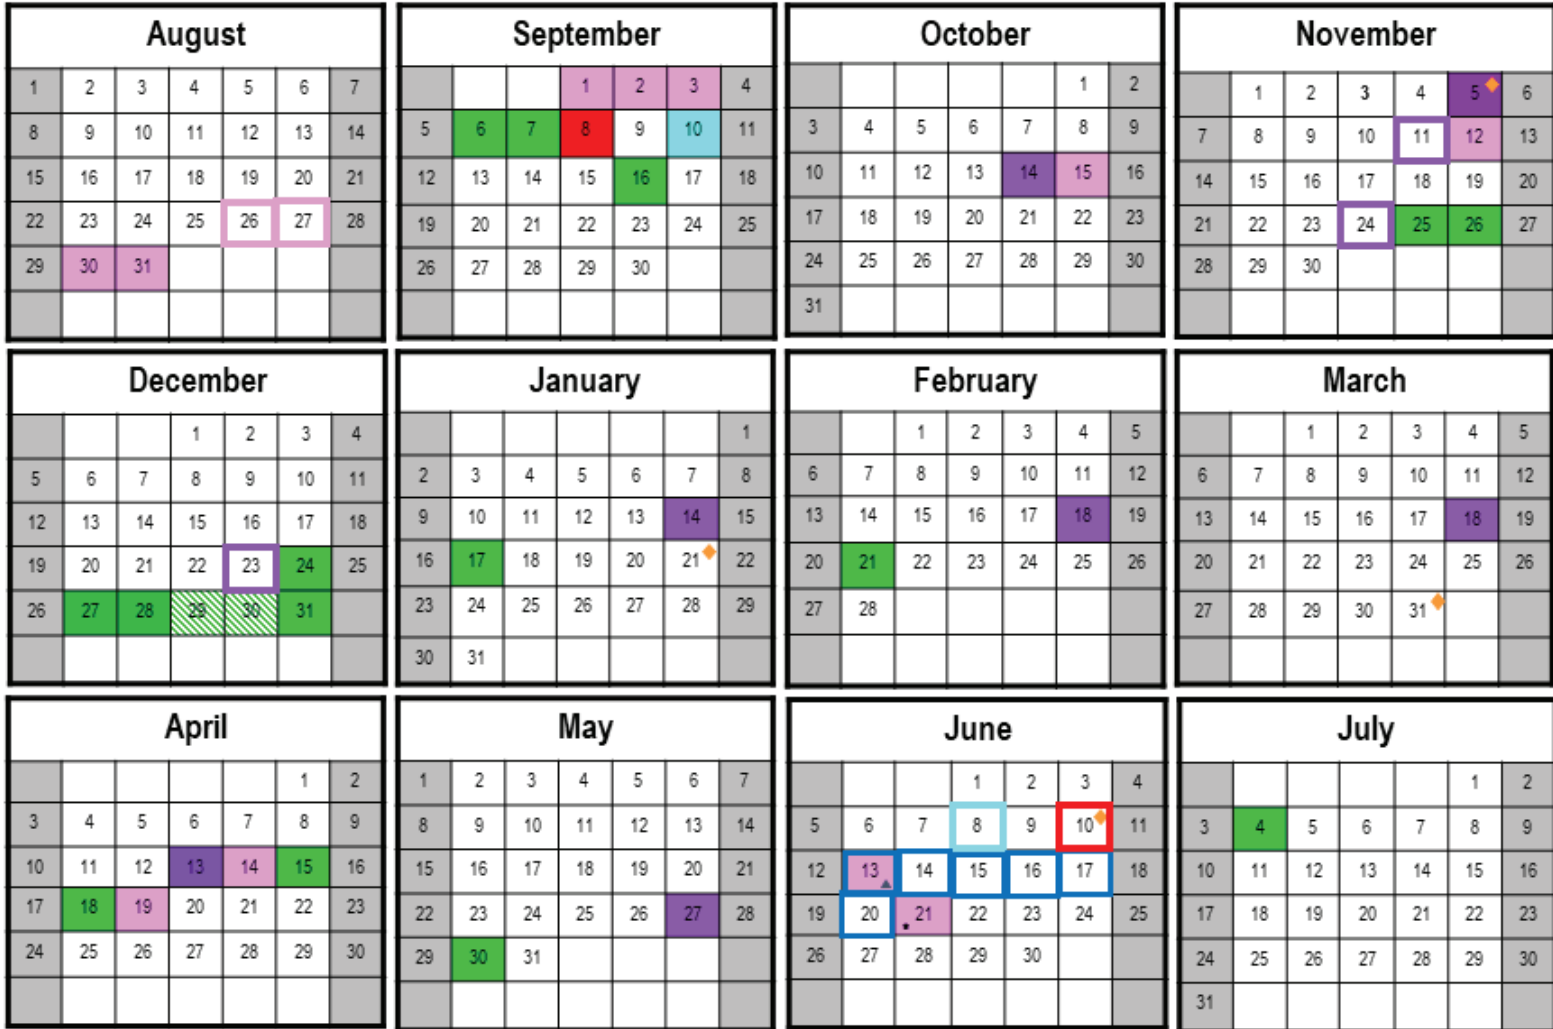 August
1 2 3 4 5 6 7
8 9 10 11 12 13 14
15 16 17 18 19 20 21
22 23 24 25 26 27 28
29 30 31
September
1 2 3 4
5 6 7 8 9 10 11
12 13 14 15 16 17 18
19 20 21 22 23 24 25
26 27 28 29 30
October
1 2
3 4 5 6 7 8 9
10 11 12 13 14 15 16
17 18 19 20 21 22 23
24 25 26 27 28 29 30
31
November
1 2 3 4 5 6
7 8 9 10 11 12 13
14 15 16 17 18 19 20
21 22 23 24 25 26 27
28 29 30
December
1 2 3 4
5 6 7 8 9 10 11
12 13 14 15 16 17 18
19 20 21 22 23 24 25
26 27 28 29 30 31
January
1
2 3 4 5 6 7 8
9 10 11 12 13 14 15
16 17 18 19 20 21 22
23 24 25 26 27 28 29
30 31
February
1 2 3 4 5
6 7 8 9 10 11 12
13 14 15 16 17 18 19
20 21 22 23 24 25 26
27 28
March
1 2 3 4 5
6 7 8 9 10 11 12
13 14 15 16 17 18 19
20 21 22 23 24 25 26
27 28 29 30 31
April
1 2
3 4 5 6 7 8 9
10 11 12 13 14 15 16
17 18 19 20 21 22 23
24 25 26 27 28 29 30
May
1 2 3 4 5 6 7
8 9 10 11 12 13 14
15 16 17 18 19 20 21
22 23 24 25 26 27 28
29 30 31
June
1 2 3 4
5 6 7 8 9 10 11
12 13 14 15 16 17 18
19 20 * 21 22 23 24 25
26 27 28 29 30
July
1 2
3 4 5 6 7 8 9
10 11 12 13 14 15 16
17 18 19 20 21 22 23
24 25 26 27 28 29 30
31